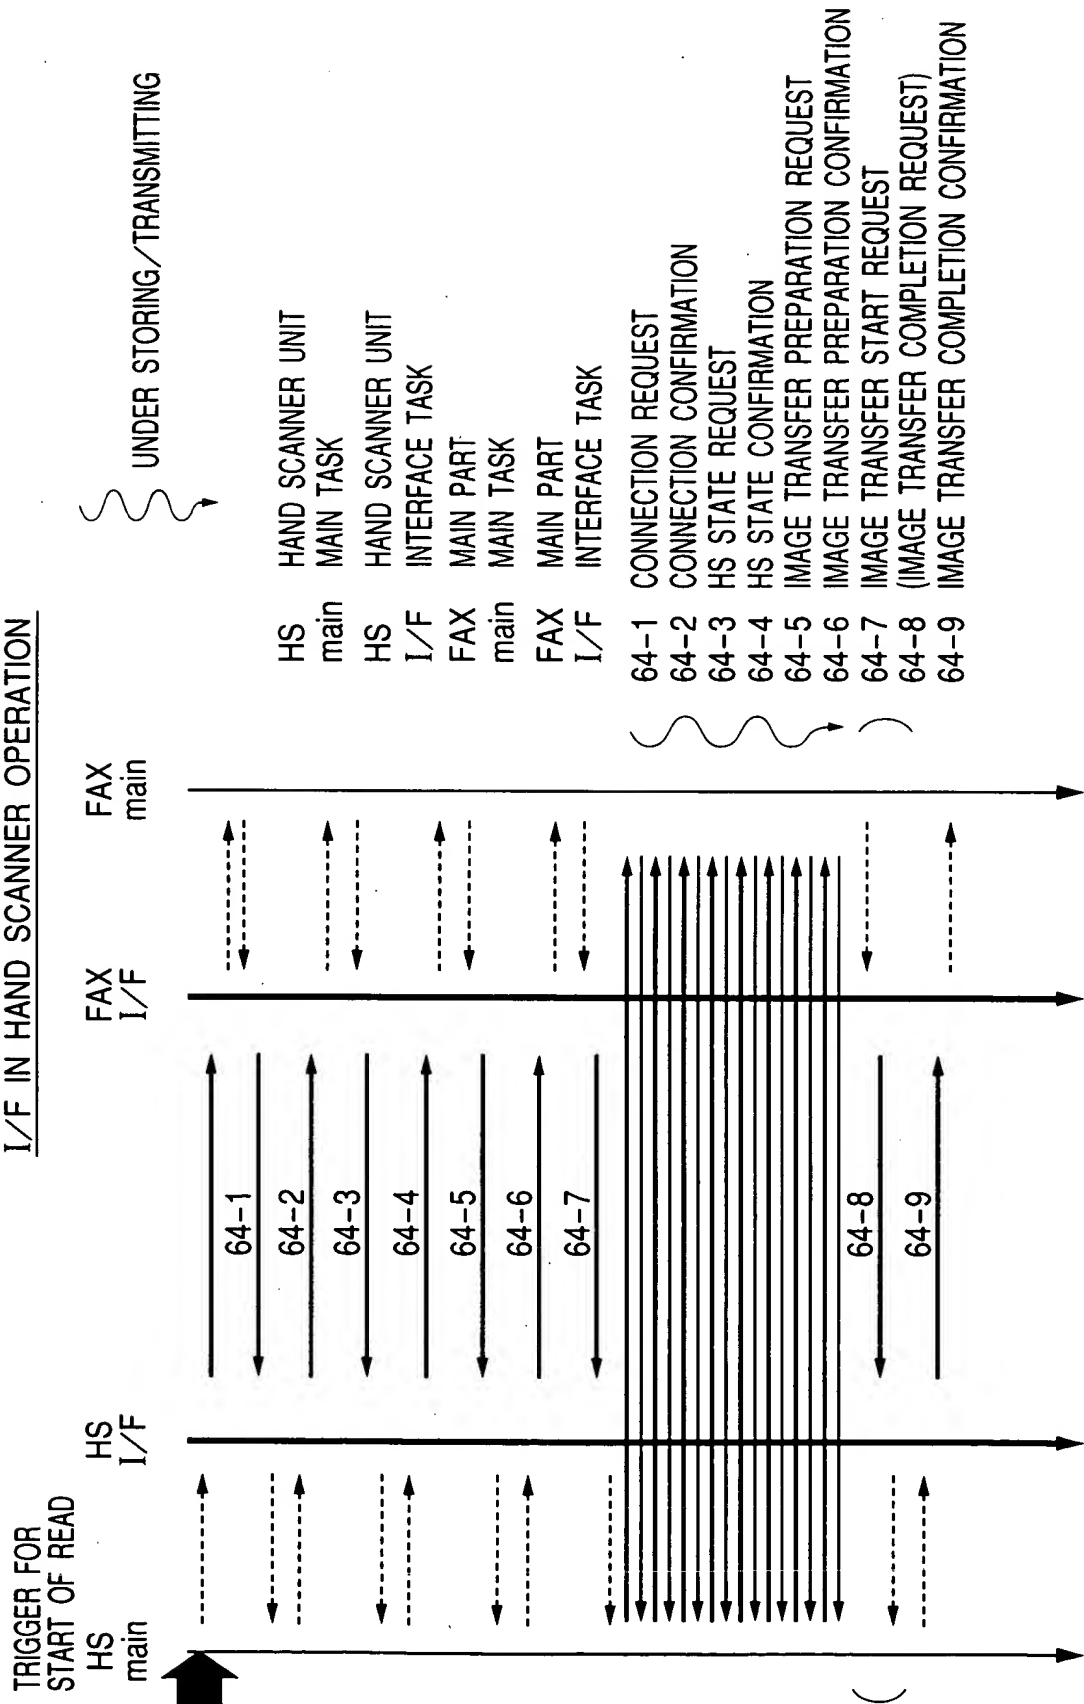 I/F IN HAND SCANNER OPERATION
TRIGGER FOR
START OF READ
HS
main
HS
I/F
FAX
I/F
FAX
main
64-1
64-2
64-3
64-4
64-5
64-6
64-7
64-8
64-9
UNDER STORING/TRANSMITTING
HS HAND SCANNER UNIT
main MAIN TASK
HS HAND SCANNER UNIT
I/F INTERFACE TASK
FAX MAIN PART
main MAIN TASK
FAX MAIN PART
I/F INTERFACE TASK
64-1 CONNECTION REQUEST
64-2 CONNECTION CONFIRMATION
64-3 HS STATE REQUEST
64-4 HS STATE CONFIRMATION
64-5 IMAGE TRANSFER PREPARATION REQUEST
64-6 IMAGE TRANSFER PREPARATION CONFIRMATION
64-7 IMAGE TRANSFER START REQUEST
64-8 (IMAGE TRANSFER COMPLETION REQUEST)
64-9 IMAGE TRANSFER COMPLETION CONFIRMATION